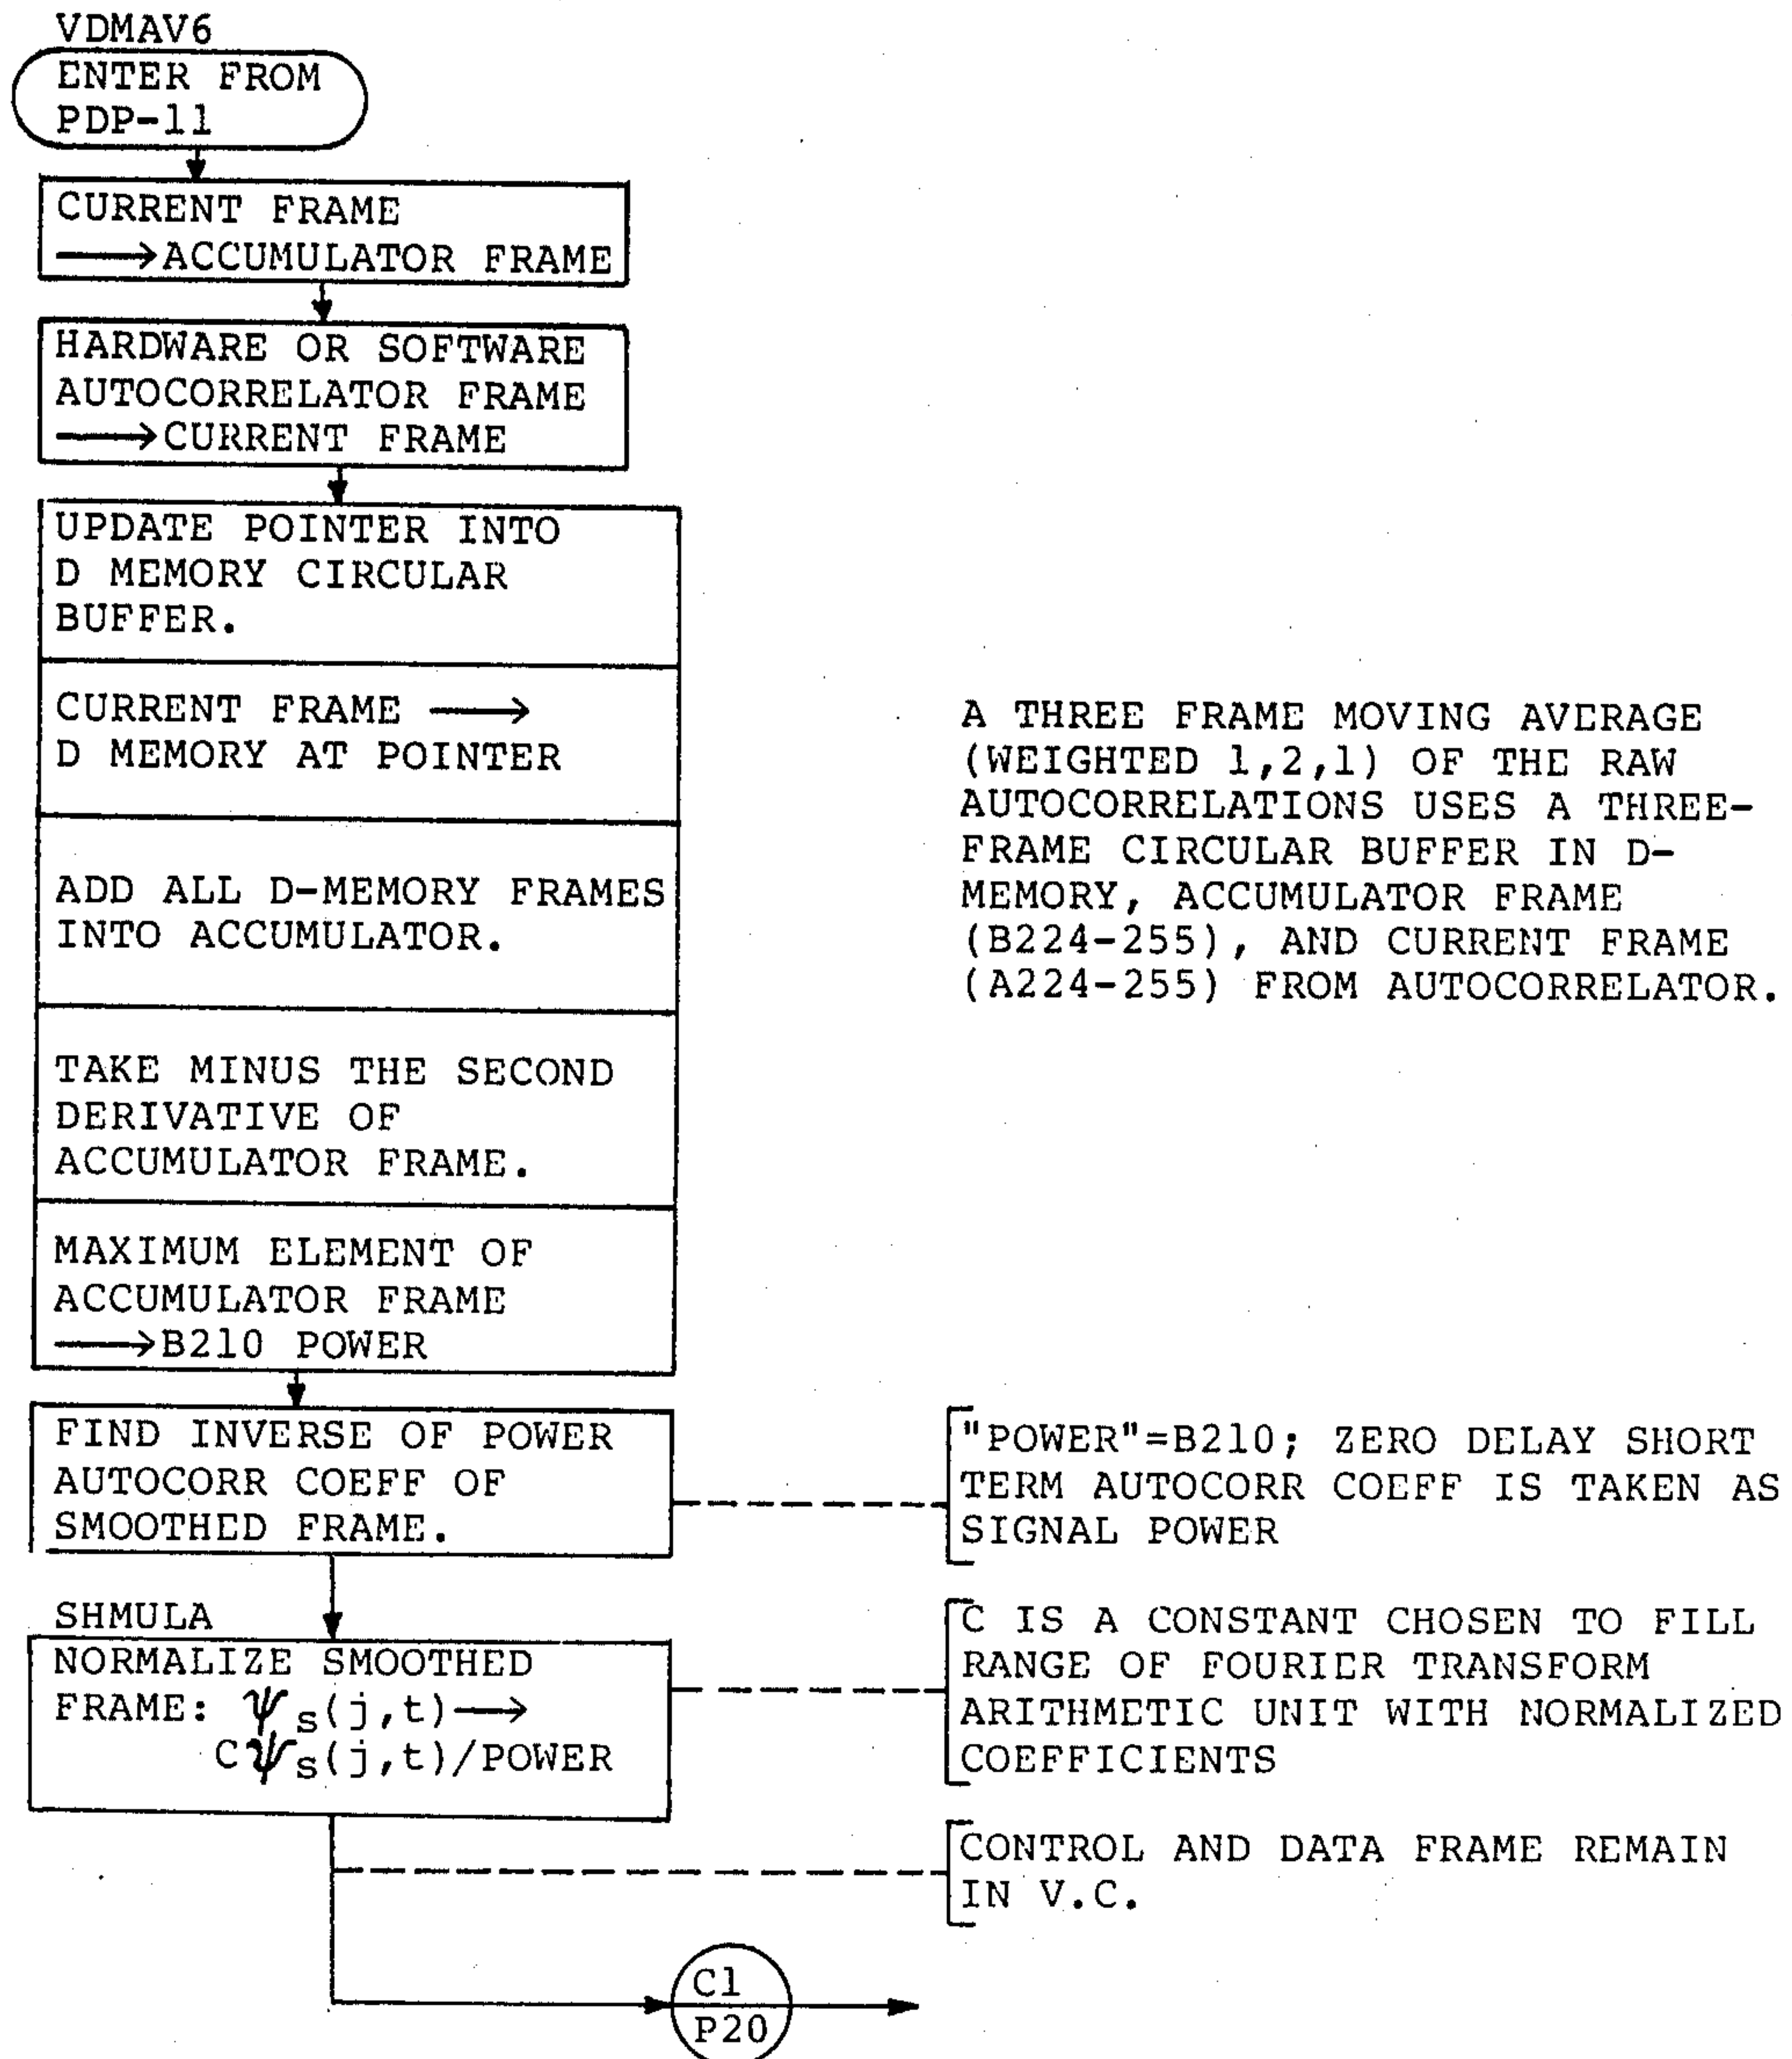 VDMAV6
ENTER FROM
PDP-11
CURRENT FRAME
⟶ACCUMULATOR FRAME
HARDWARE OR SOFTWARE
AUTOCORRELATOR FRAME
⟶CURRENT FRAME
UPDATE POINTER INTO
D MEMORY CIRCULAR
BUFFER.
CURRENT FRAME ⟶
D MEMORY AT POINTER
ADD ALL D-MEMORY FRAMES
INTO ACCUMULATOR.
TAKE MINUS THE SECOND
DERIVATIVE OF
ACCUMULATOR FRAME.
MAXIMUM ELEMENT OF
ACCUMULATOR FRAME
⟶B210 POWER
A THREE FRAME MOVING AVERAGE
(WEIGHTED 1,2,1) OF THE RAW
AUTOCORRELATIONS USES A THREE-
FRAME CIRCULAR BUFFER IN D-
MEMORY, ACCUMULATOR FRAME
(B224-255), AND CURRENT FRAME
(A224-255) FROM AUTOCORRELATOR.
FIND INVERSE OF POWER
AUTOCORR COEFF OF
SMOOTHED FRAME.
"POWER"=B210; ZERO DELAY SHORT
TERM AUTOCORR COEFF IS TAKEN AS
SIGNAL POWER
SHMULA
NORMALIZE SMOOTHED
FRAME: ψs(j,t)⟶
Cψs(j,t)/POWER
C IS A CONSTANT CHOSEN TO FILL
RANGE OF FOURIER TRANSFORM
ARITHMETIC UNIT WITH NORMALIZED
COEFFICIENTS
CONTROL AND DATA FRAME REMAIN
IN V.C.
C1
P20